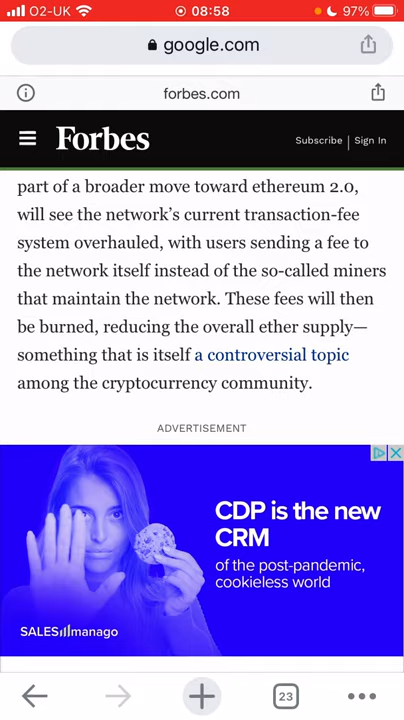 O2-UK 08:58 97%
google.com
forbes.com
Forbes Subscribe | Sign In
part of a broader move toward ethereum 2.0,
will see the network’s current transaction-fee
system overhauled, with users sending a fee to
the network itself instead of the so-called miners
that maintain the network. These fees will then
be burned, reducing the overall ether supply—
something that is itself a controversial topic
among the cryptocurrency community.
ADVERTISEMENT
CDP is the new
CRM
of the post-pandemic,
cookieless world
SALESmanago
23